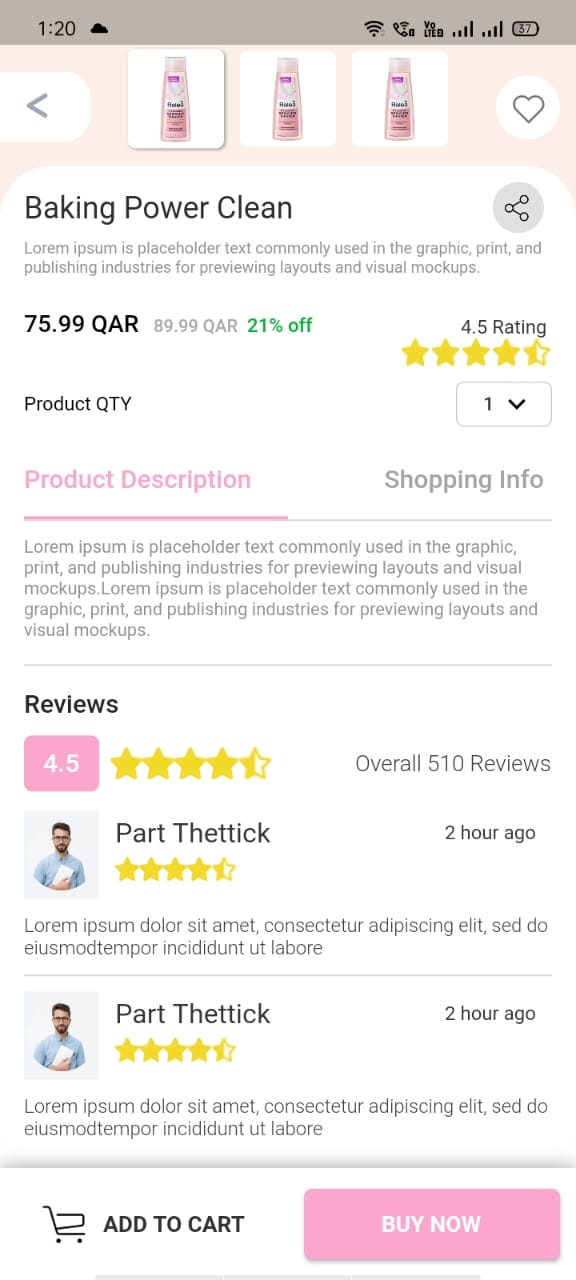 1:20
Vo
LTE2
37
Balea
Balea
Balea
Baking Power Clean
Lorem ipsum is placeholder text commonly used in the graphic, print, and
publishing industries for previewing layouts and visual mockups.
75.99 QAR 89.99 QAR 21% off
4.5 Rating
Product QTY
1
Product Description Shopping Info
Lorem ipsum is placeholder text commonly used in the graphic,
print, and publishing industries for previewing layouts and visual
mockups.Lorem ipsum is placeholder text commonly used in the
graphic, print, and publishing industries for previewing layouts and
visual mockups.
Reviews
4.5 Overall 510 Reviews
Part Thettick 2 hour ago
Lorem ipsum dolor sit amet, consectetur adipiscing elit, sed do
eiusmodtempor incididunt ut labore
Part Thettick 2 hour ago
Lorem ipsum dolor sit amet, consectetur adipiscing elit, sed do
eiusmodtempor incididunt ut labore
ADD TO CART BUY NOW